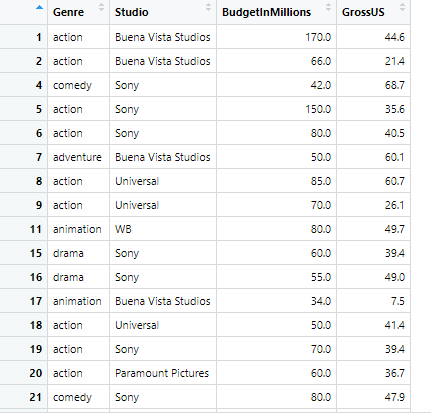 Genre Studio BudgetInMillions GrossUS
1 action Buena Vista Studios 170.0 44.6
2 action Buena Vista Studios 66.0 21.4
4 comedy Sony 42.0 68.7
5 action Sony 150.0 35.6
6 action Sony 80.0 40.5
7 adventure Buena Vista Studios 50.0 60.1
8 action Universal 85.0 60.7
9 action Universal 70.0 26.1
11 animation WB 80.0 49.7
15 drama Sony 60.0 39.4
16 drama Sony 55.0 49.0
17 animation Buena Vista Studios 34.0 7.5
18 action Universal 50.0 41.4
19 action Sony 70.0 39.4
20 action Paramount Pictures 60.0 36.7
21 comedy Sony 80.0 47.9